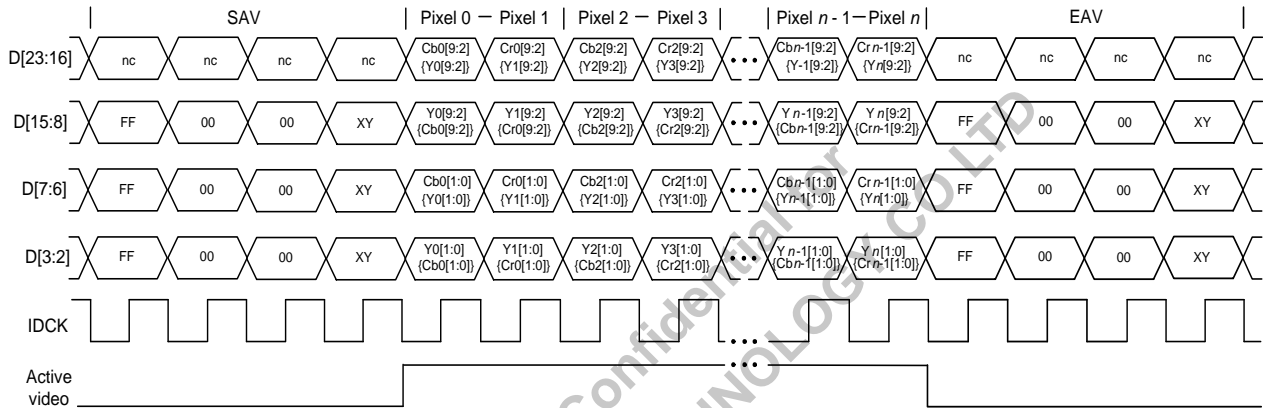 SAV | Pixel 0 — Pixel 1 | Pixel 2 — Pixel 3 | Pixel n - 1—Pixel n | EAV
D[23:16] nc nc nc nc Cb0[9:2] {Y0[9:2]} Cr0[9:2] {Y1[9:2]} Cb2[9:2] {Y2[9:2]} Cr2[9:2] {Y3[9:2]} ••• Cbn-1[9:2] {Y-1[9:2]} Crn-1[9:2] {Yn[9:2]} nc nc nc nc
D[15:8] FF 00 00 XY Y0[9:2] {Cb0[9:2]} Y1[9:2] {Cr0[9:2]} Y2[9:2] {Cb2[9:2]} Y3[9:2] {Cr2[9:2]} ••• Yn-1[9:2] {Cbn-1[9:2]} Yn[9:2] {Crn-1[9:2]} FF 00 00 XY
D[7:6] FF 00 00 XY Cb0[1:0] {Y0[1:0]} Cr0[1:0] {Y1[1:0]} Cb2[1:0] {Y2[1:0]} Cr2[1:0] {Y3[1:0]} ••• Cbn-1[1:0] {Yn-1[1:0]} Crn-1[1:0] {Yn[1:0]} FF 00 00 XY
D[3:2] FF 00 00 XY Y0[1:0] {Cb0[1:0]} Y1[1:0] {Cr0[1:0]} Y2[1:0] {Cb2[1:0]} Y3[1:0] {Cr2[1:0]} ••• Yn-1[1:0] {Cbn-1[1:0]} Yn[1:0] {Crn-1[1:0]} FF 00 00 XY
IDCK •••
Active •••
video
Confidential for
CO LTD